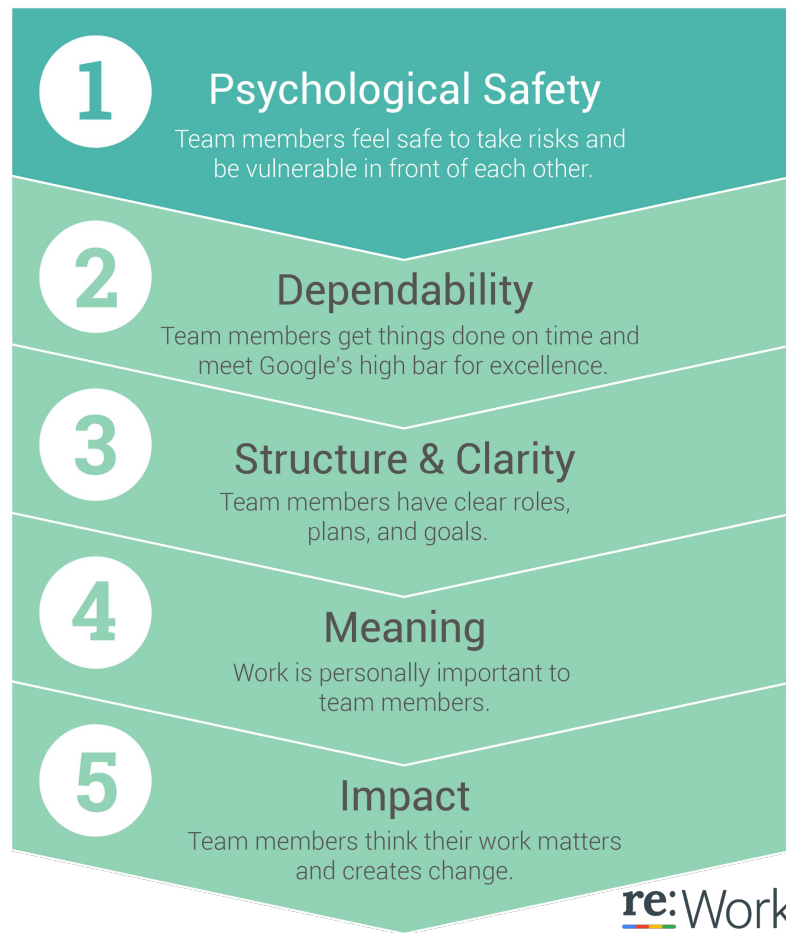 1
Psychological Safety
Team members feel safe to take risks and
be vulnerable in front of each other.
2
Dependability
Team members get things done on time and
meet Google's high bar for excellence.
3
Structure & Clarity
Team members have clear roles,
plans, and goals.
4
Meaning
Work is personally important to
team members.
5
Impact
Team members think their work matters
and creates change.
re:Work